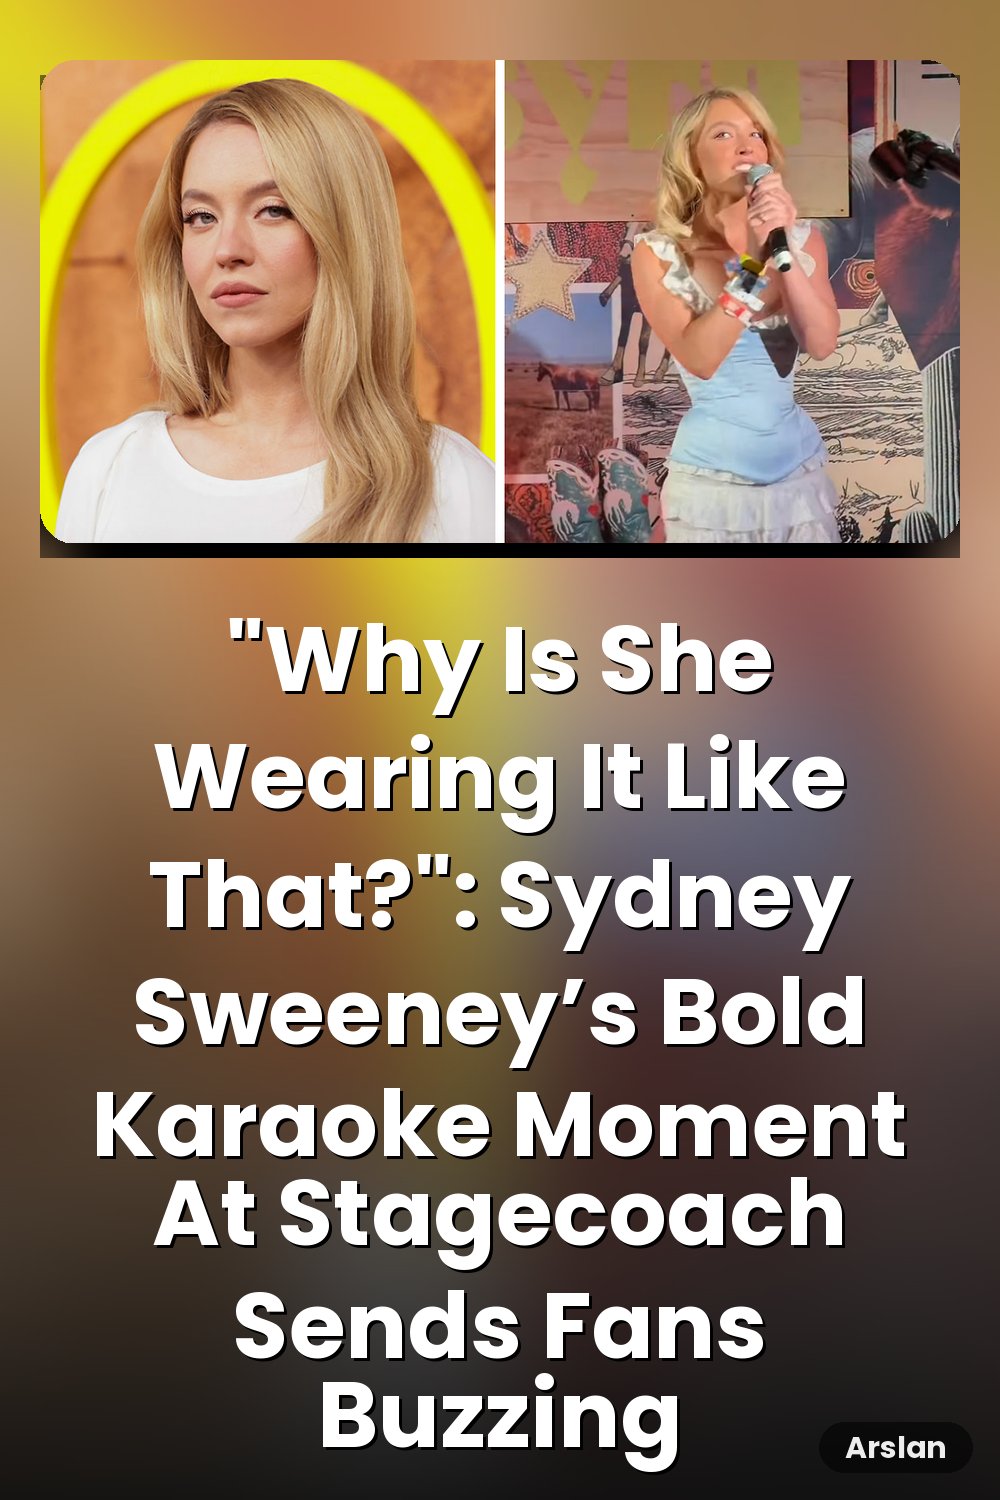 "Why Is She
Wearing It Like
That?": Sydney
Sweeney’s Bold
Karaoke Moment
At Stagecoach
Sends Fans
Buzzing
Arslan